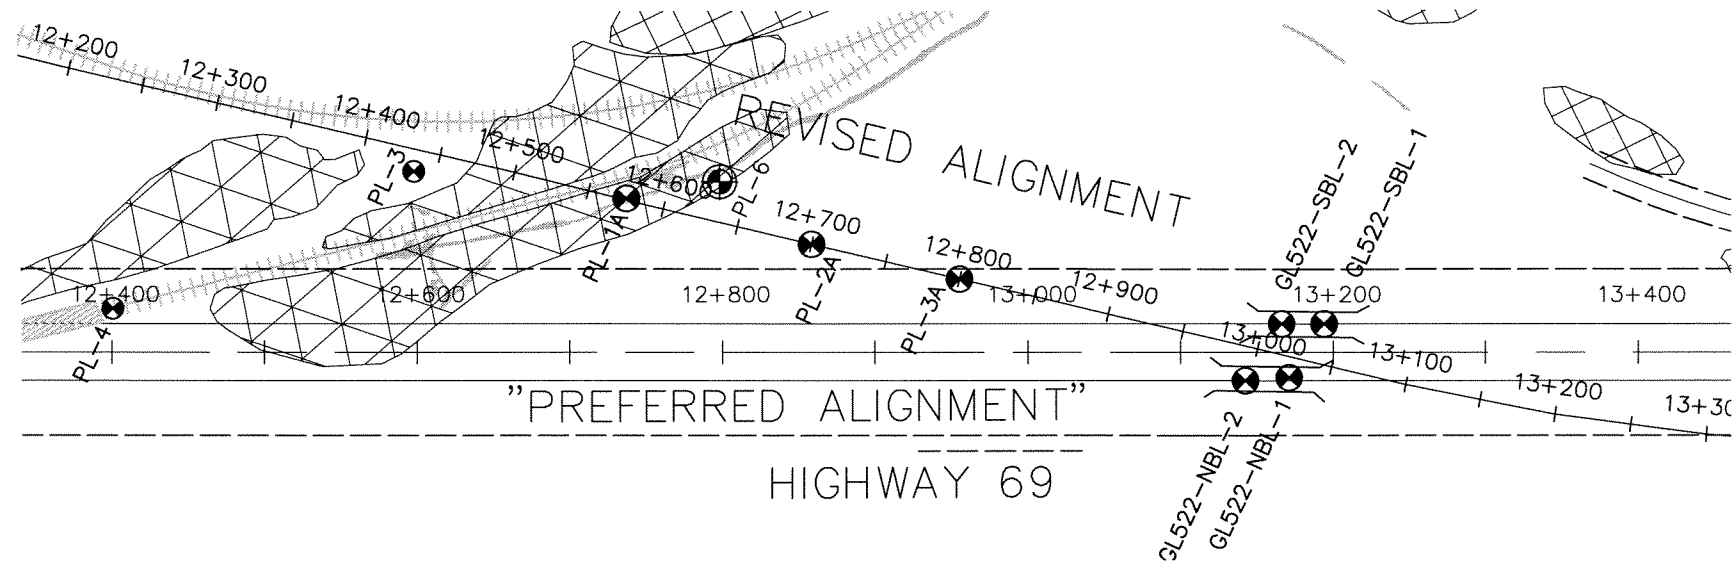 12+200
12+300
12+400
12+500
12+600
12+700
12+800
12+900
13+000
13+100
13+200
REVISED ALIGNMENT
PL-3
PL-1A
PL-6
PL-2A
PL-3A
PL-4
GL522-SBL-2
GL522-SBL-1
12+400
12+600
12+800
13+000
13+200
13+400
"PREFERRED ALIGNMENT"
GL522-NBL-2
GL522-NBL-1
HIGHWAY 69